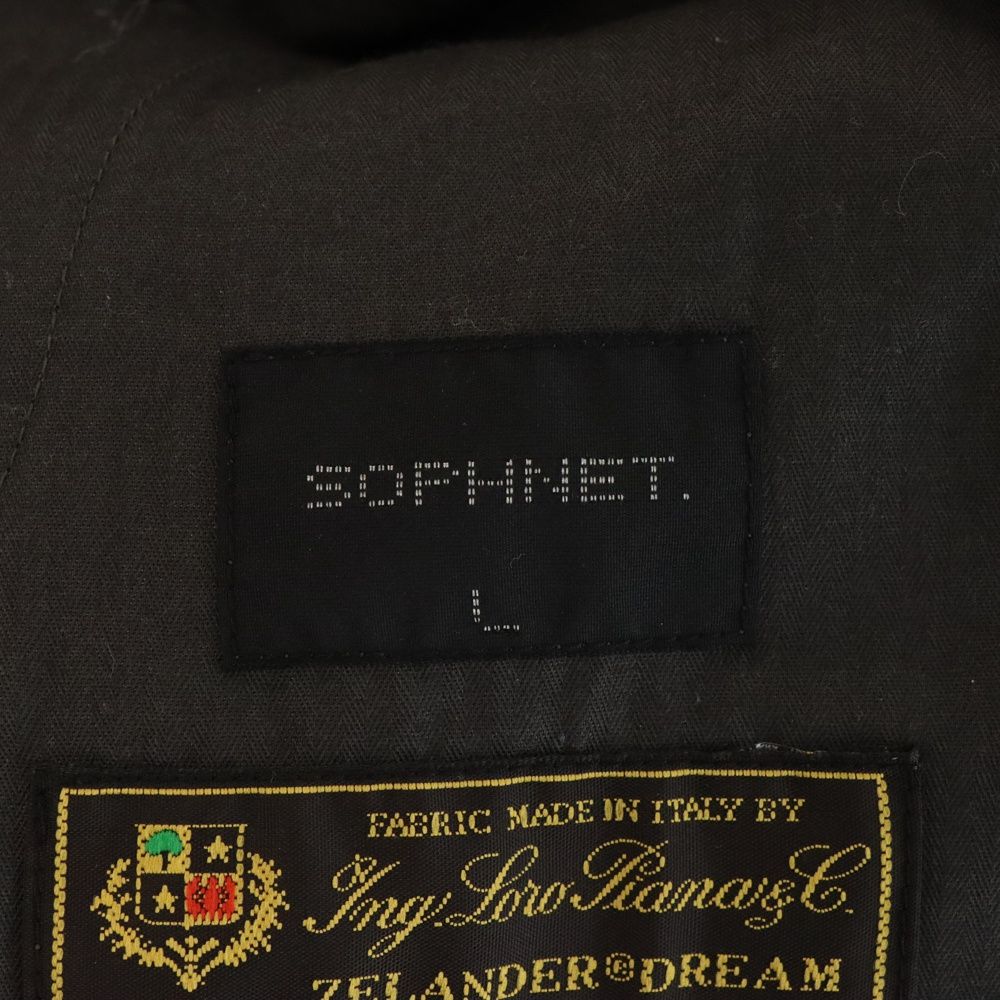 SOPHNET.
L
FABRIC MADE IN ITALY BY
Ing. Loro Piana & C.
ZELANDER®DREAM